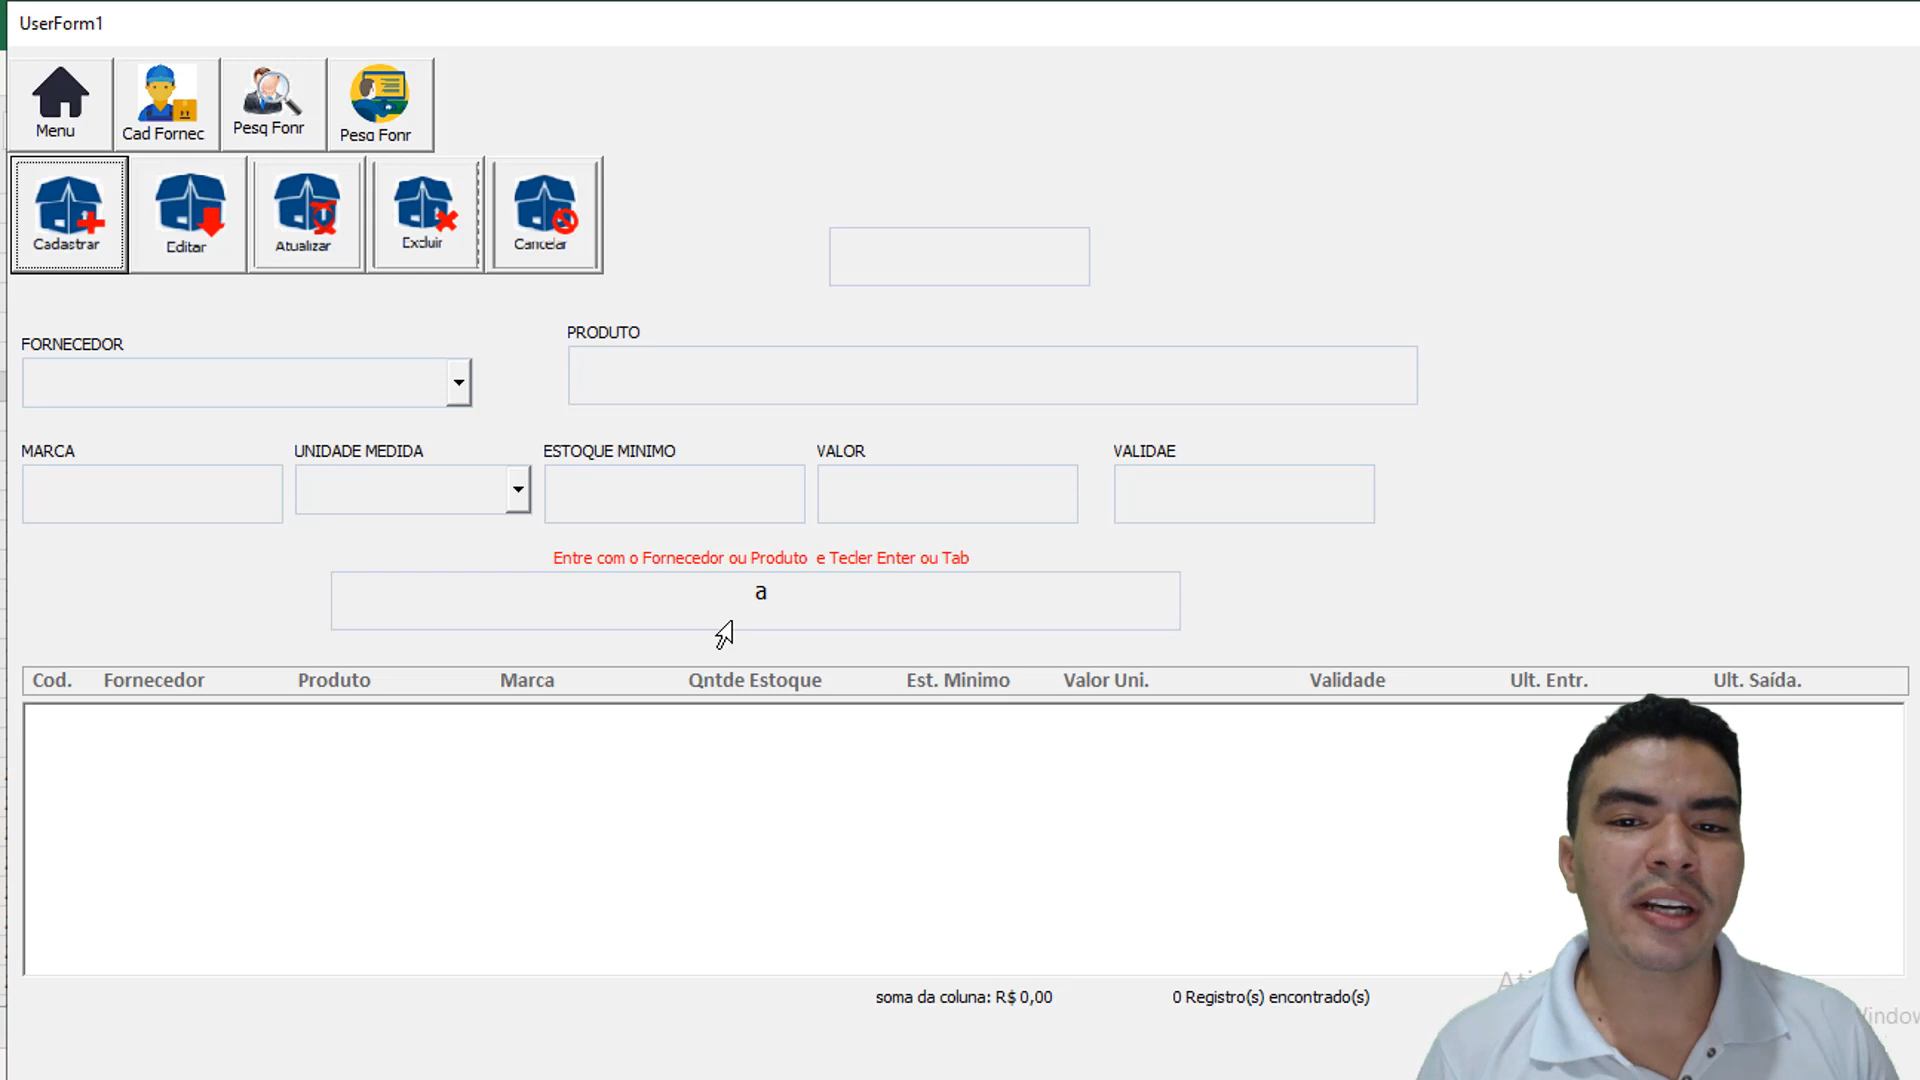 UserForm1
Menu
Cad Fornec
Pesq Fonr
Pesq Fonr
Cadastrar
Editar
Atualizar
Excluir
Cancelar
FORNECEDOR
PRODUTO
MARCA
UNIDADE MEDIDA
ESTOQUE MINIMO
VALOR
VALIDAE
Entre com o Fornecedor ou Produto e Tecler Enter ou Tab
a
Cod. Fornecedor Produto Marca Qntde Estoque Est. Minimo Valor Uni. Validade Ult. Entr. Ult. Saída.
soma da coluna: R$ 0,00
0 Registro(s) encontrado(s)